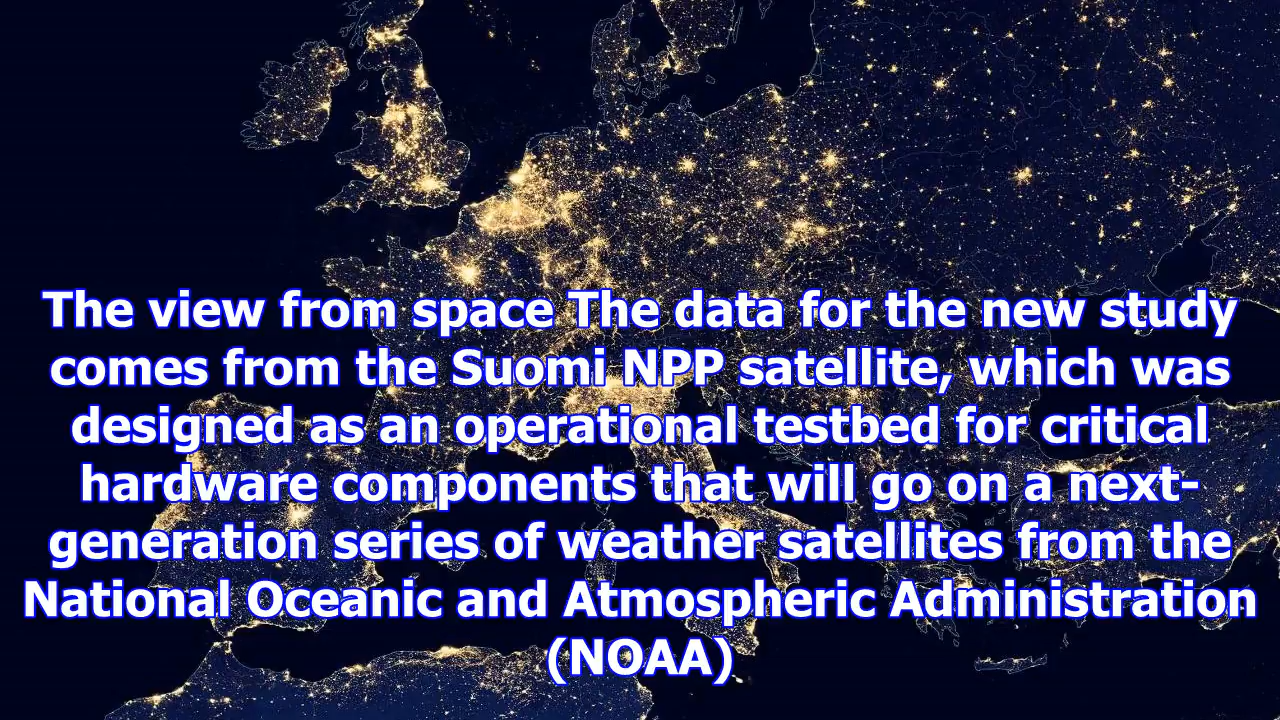 The view from space The data for the new study
comes from the Suomi NPP satellite, which was
designed as an operational testbed for critical
hardware components that will go on a next-
generation series of weather satellites from the
National Oceanic and Atmospheric Administration
(NOAA)